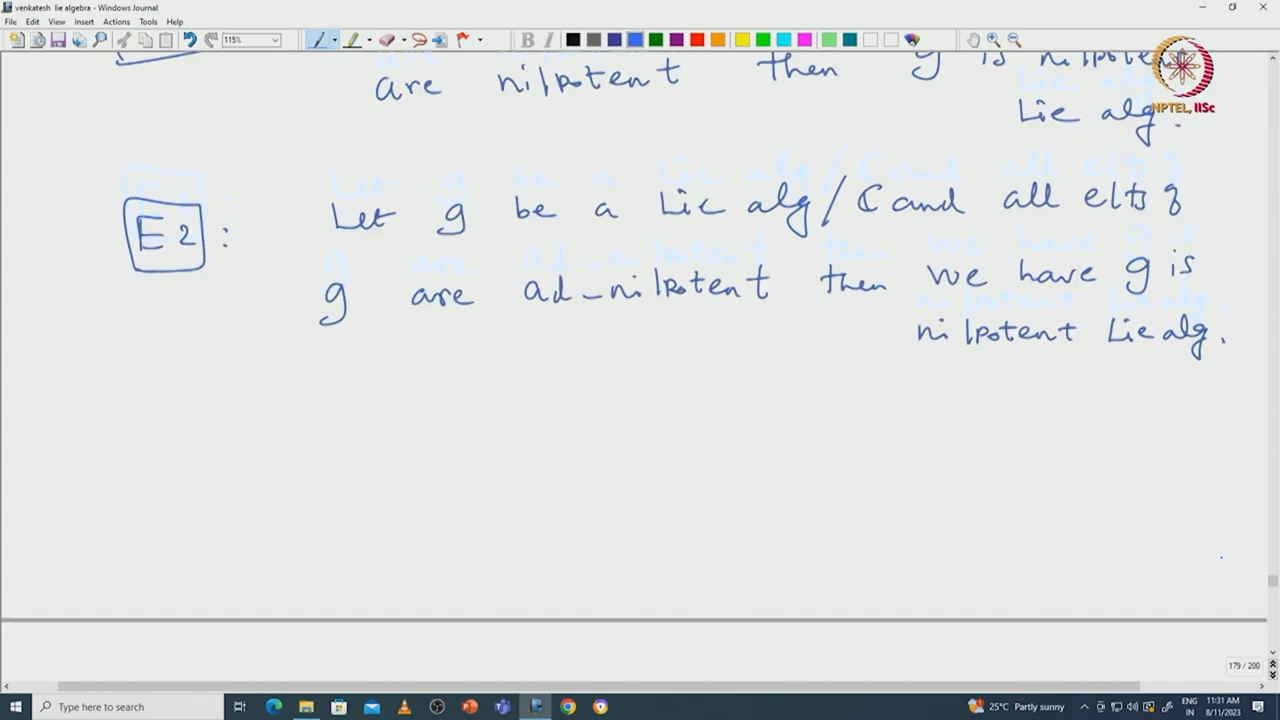 venkatesh lie algebra - Windows Journal
File Edit View Insert Actions Tools Help
115%
are nilpotent then g is nilpotent
Lie alg.
NPTEL, IISc
E2 : Let g be a Lie alg / C and all elts of
g are ad-nilpotent then we have g is
nilpotent Lie alg.
179 / 200
Type here to search
25°C Partly sunny
ENG
IN
11:31 AM
8/11/2023